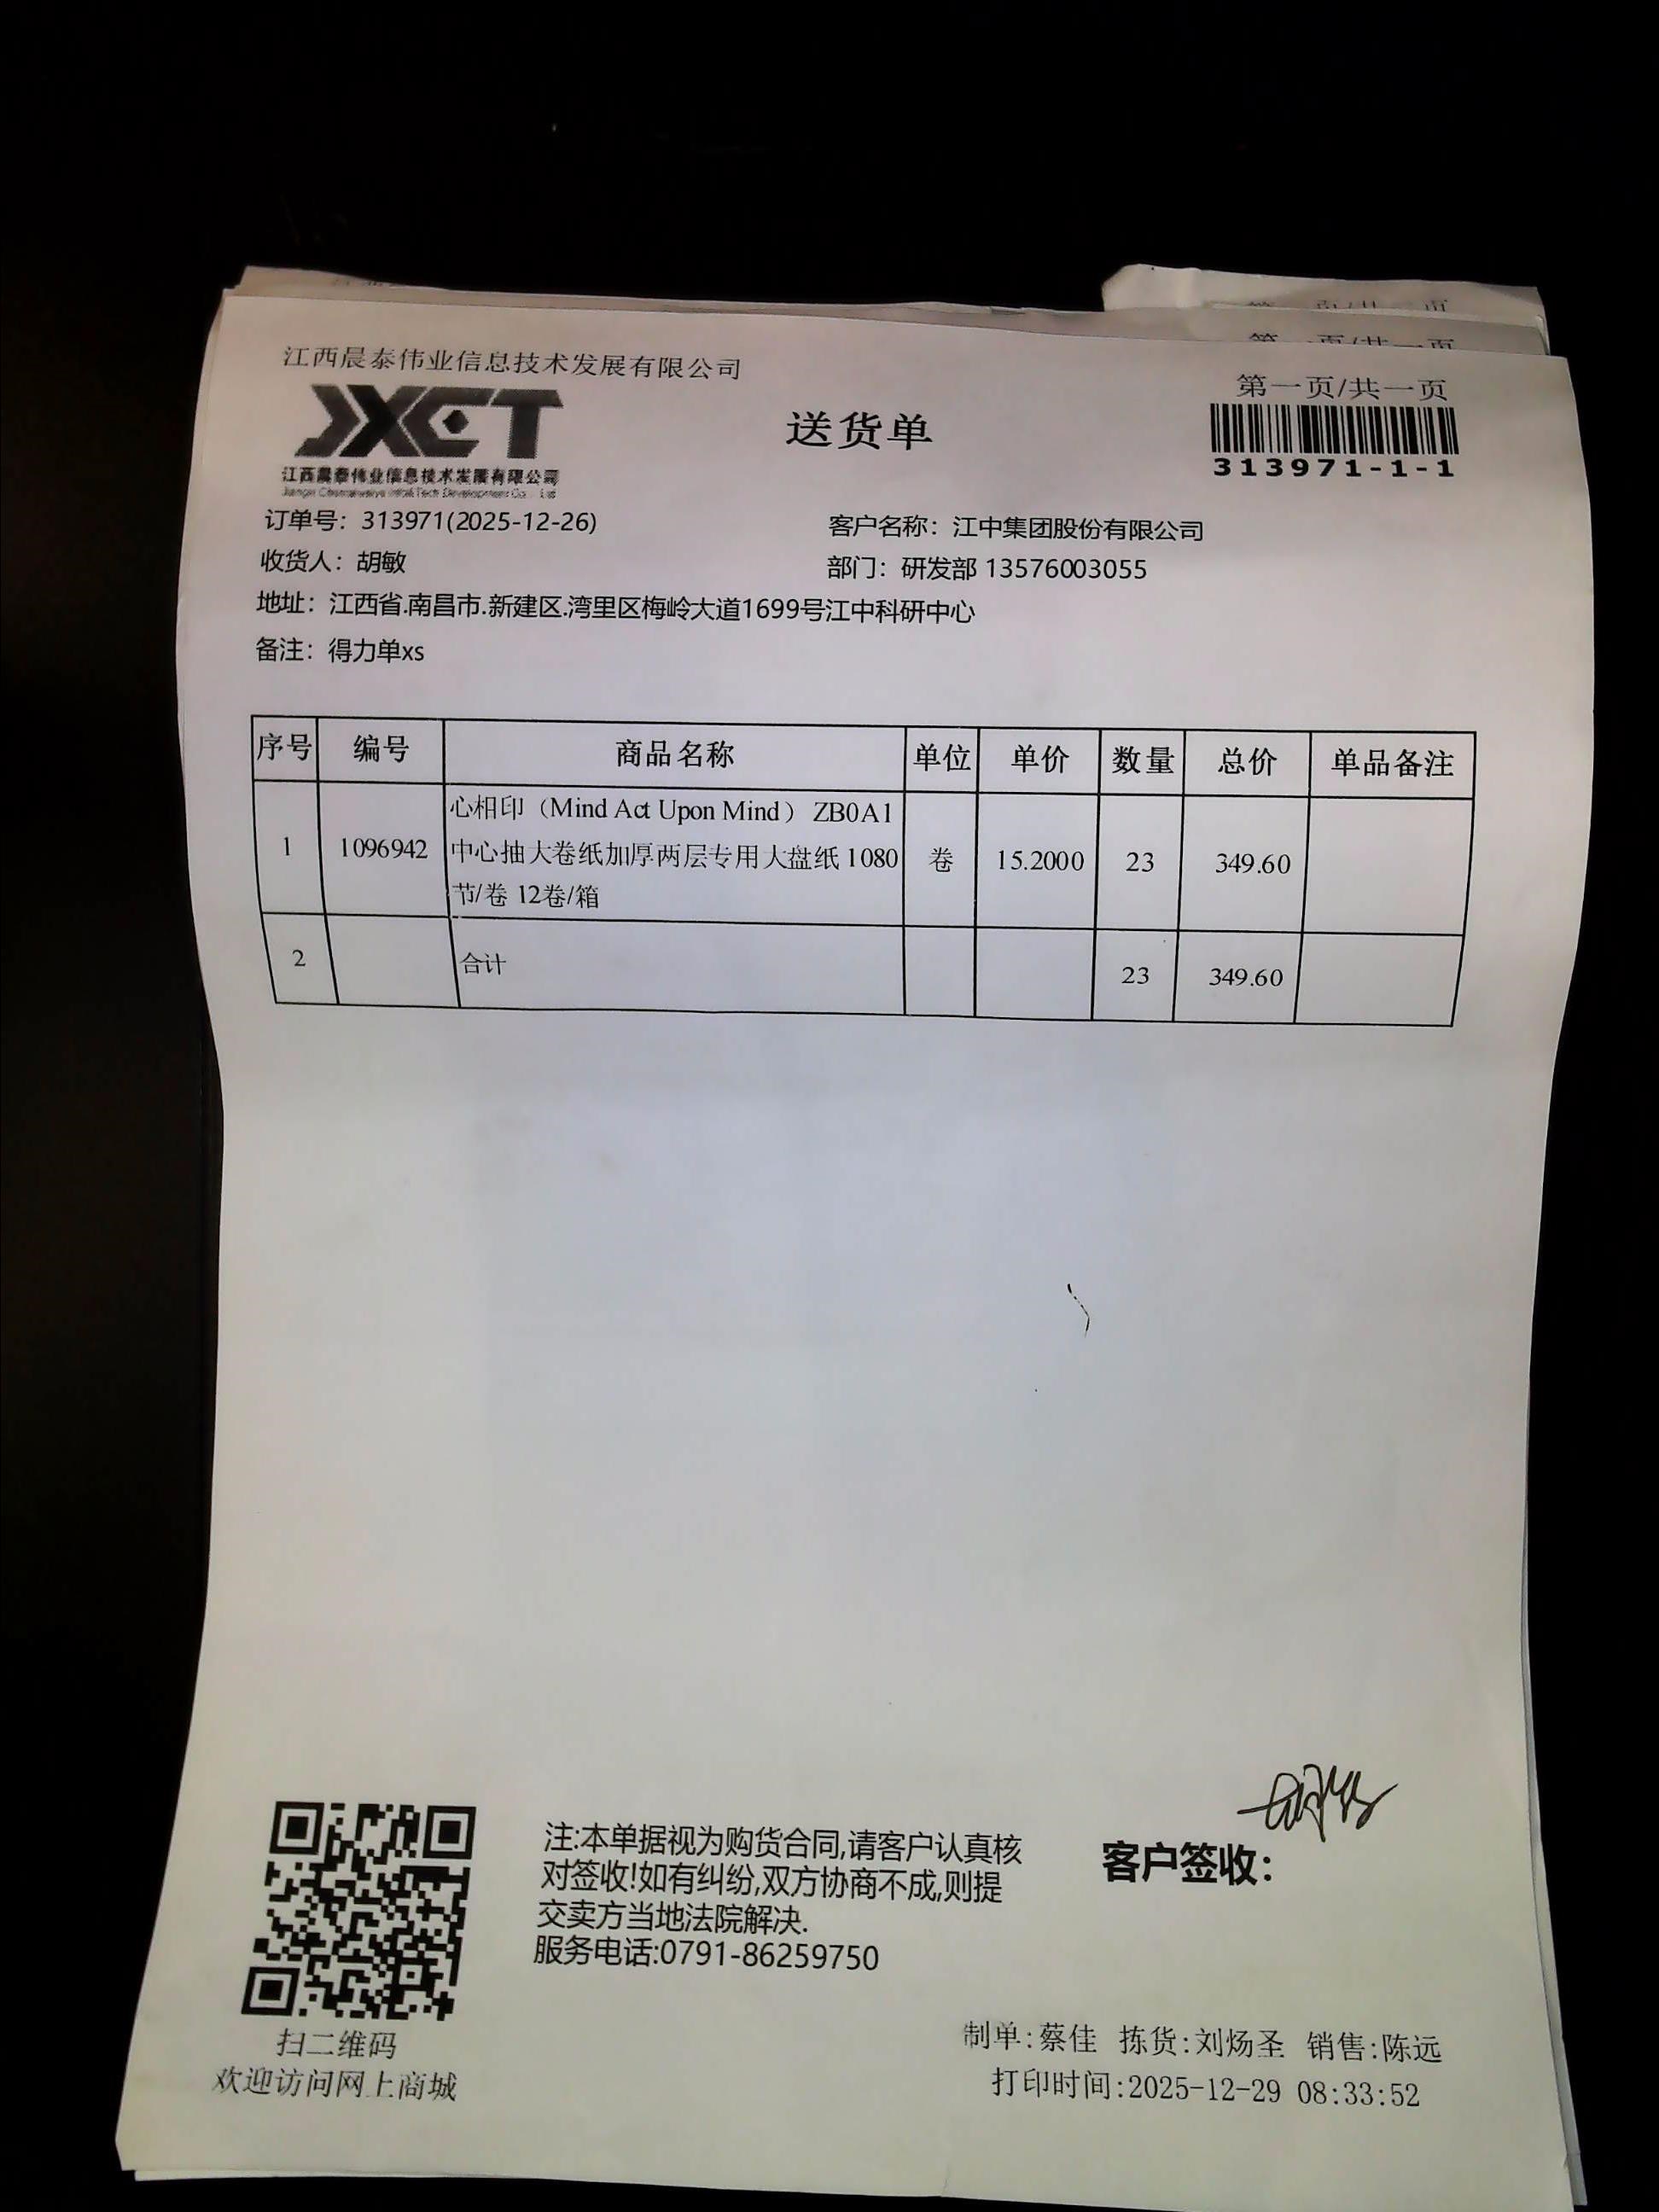 江西晨泰伟业信息技术发展有限公司
第一页/共一页
JXCT
送货单
313971-1-1
江西晨泰伟业信息技术发展有限公司
订单号：313971(2025-12-26)
客户名称：江中集团股份有限公司
收货人：胡敏
部门：研发部 13576003055
地址：江西省.南昌市.新建区.湾里区梅岭大道1699号江中科研中心
备注：得力单xs
序号 编号 商品名称 单位 单价 数量 总价 单品备注
1 1096942 心相印（Mind Act Upon Mind）ZB0A1
中心抽大卷纸加厚两层专用大盘纸 1080
节/卷 12卷/箱 卷 15.2000 23 349.60
2 合计 23 349.60
注:本单据视为购货合同,请客户认真核
对签收!如有纠纷,双方协商不成,则提
交卖方当地法院解决.
服务电话:0791-86259750
客户签收：
扫二维码
欢迎访问网上商城
制单:蔡佳 拣货:刘炀圣 销售:陈远
打印时间:2025-12-29 08:33:52